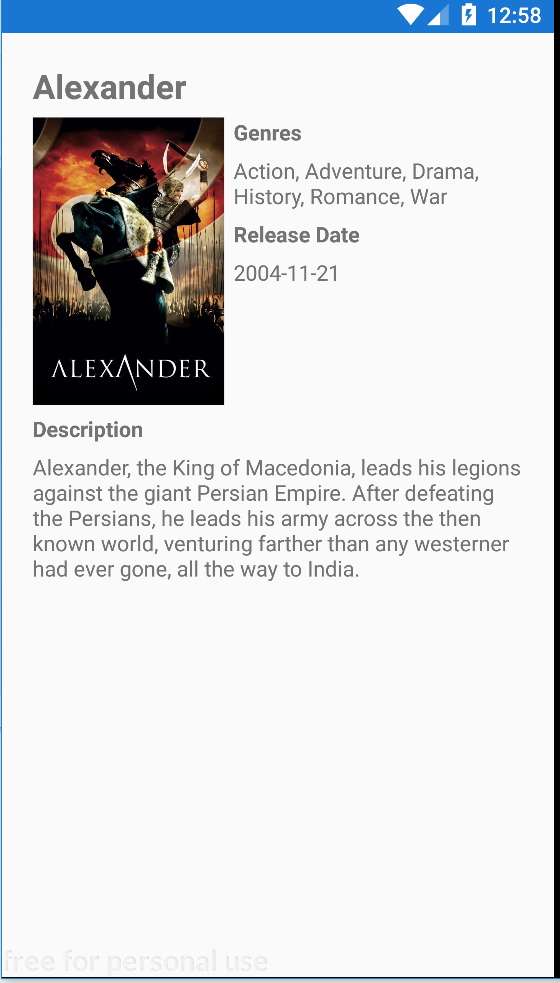 12:58
Alexander
Genres
Action, Adventure, Drama,
History, Romance, War
Release Date
2004-11-21
ALEXANDER
Description
Alexander, the King of Macedonia, leads his legions
against the giant Persian Empire. After defeating
the Persians, he leads his army across the then
known world, venturing farther than any westerner
had ever gone, all the way to India.
free for personal use